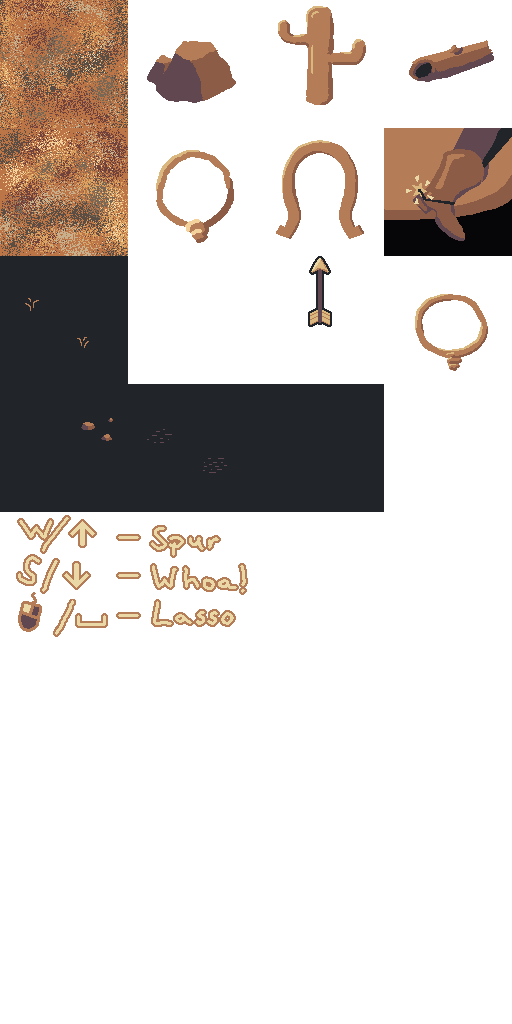 W/↑ — Spur
S/↓ — Whoa!
/⎵ — Lasso